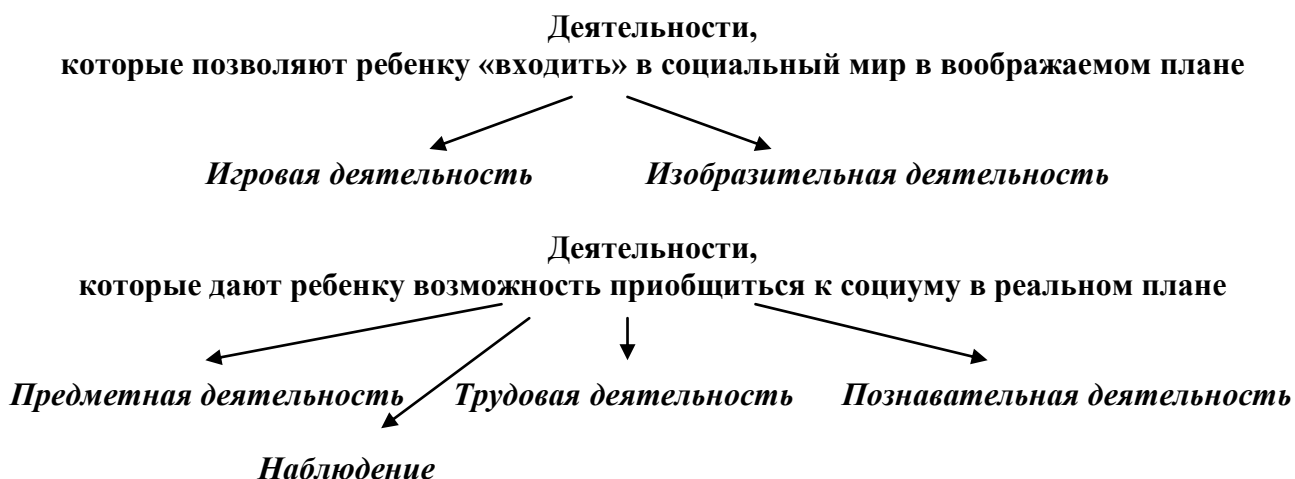 Деятельности,
которые позволяют ребенку «входить» в социальный мир в воображаемом плане
Игровая деятельность Изобразительная деятельность
Деятельности,
которые дают ребенку возможность приобщиться к социуму в реальном плане
Предметная деятельность Трудовая деятельность Познавательная деятельность
Наблюдение